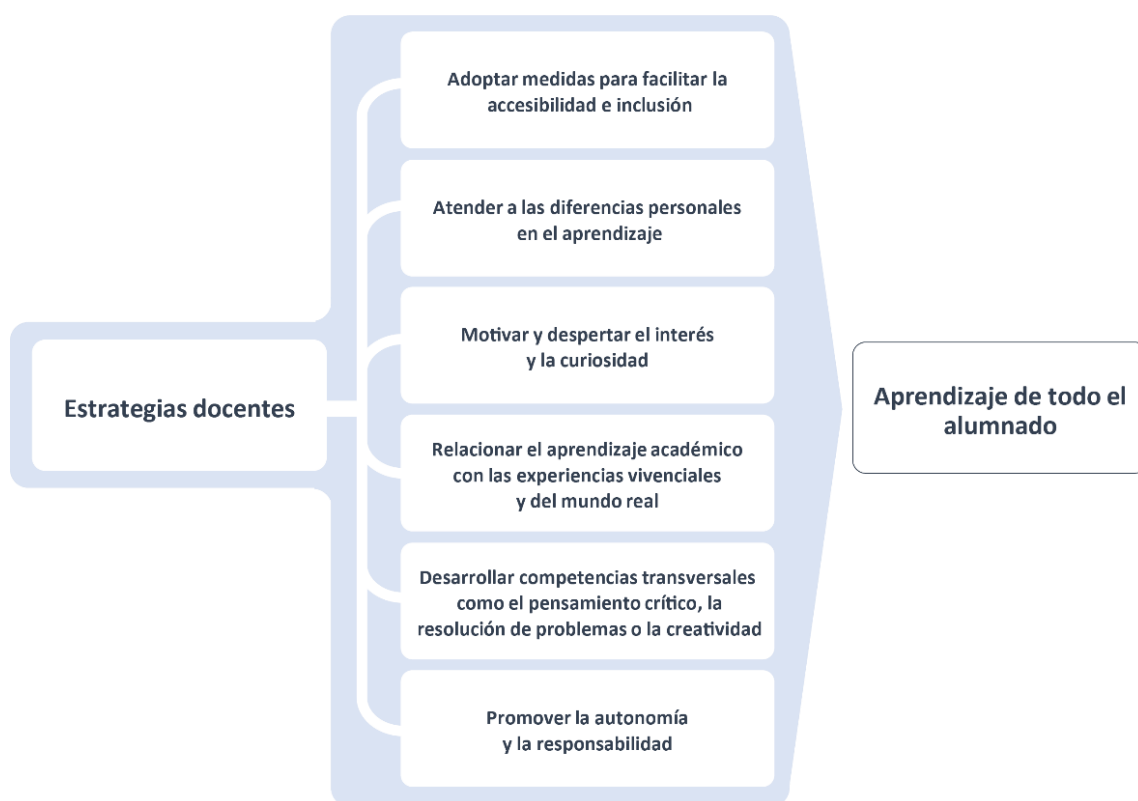 Adoptar medidas para facilitar la
accesibilidad e inclusión
Atender a las diferencias personales
en el aprendizaje
Motivar y despertar el interés
y la curiosidad
Estrategias docentes
Relacionar el aprendizaje académico
con las experiencias vivenciales
y del mundo real
Desarrollar competencias transversales
como el pensamiento crítico, la
resolución de problemas o la creatividad
Promover la autonomía
y la responsabilidad
Aprendizaje de todo el
alumnado